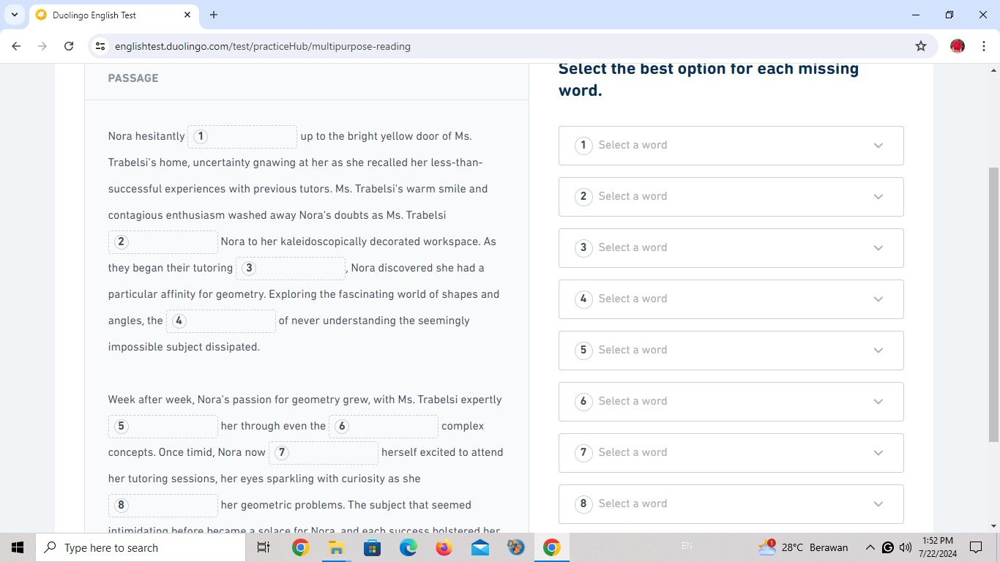 Duolingo English Test
englishtest.duolingo.com/test/practiceHub/multipurpose-reading
PASSAGE
Nora hesitantly 1 up to the bright yellow door of Ms.
Trabelsi's home, uncertainty gnawing at her as she recalled her less-than-
successful experiences with previous tutors. Ms. Trabelsi's warm smile and
contagious enthusiasm washed away Nora's doubts as Ms. Trabelsi
2 Nora to her kaleidoscopically decorated workspace. As
they began their tutoring 3 , Nora discovered she had a
particular affinity for geometry. Exploring the fascinating world of shapes and
angles, the 4 of never understanding the seemingly
impossible subject dissipated.
Week after week, Nora's passion for geometry grew, with Ms. Trabelsi expertly
5 her through even the 6 complex
concepts. Once timid, Nora now 7 herself excited to attend
her tutoring sessions, her eyes sparkling with curiosity as she
8 her geometric problems. The subject that seemed
intimidating before became a solace for Nora, and each success bolstered her
Select the best option for each missing
word.
1 Select a word
2 Select a word
3 Select a word
4 Select a word
5 Select a word
6 Select a word
7 Select a word
8 Select a word
Type here to search
EN
1
28°C Berawan
1:52 PM
7/22/2024